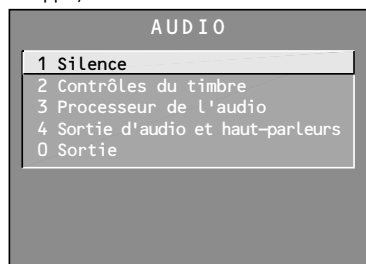 AUDIO
1 Silence
2 Contrôles du timbre
3 Processeur de l'audio
4 Sortie d'audio et haut-parleurs
0 Sortie